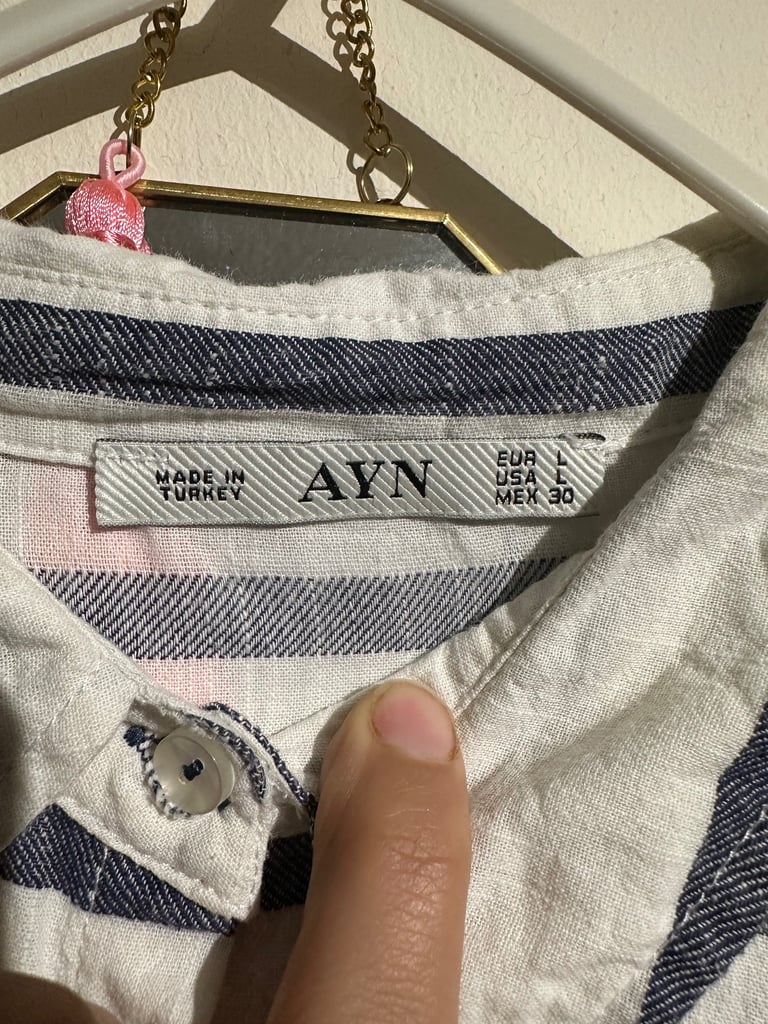 MADE IN
TURKEY
AYN
EUR L
USA L
MEX 30